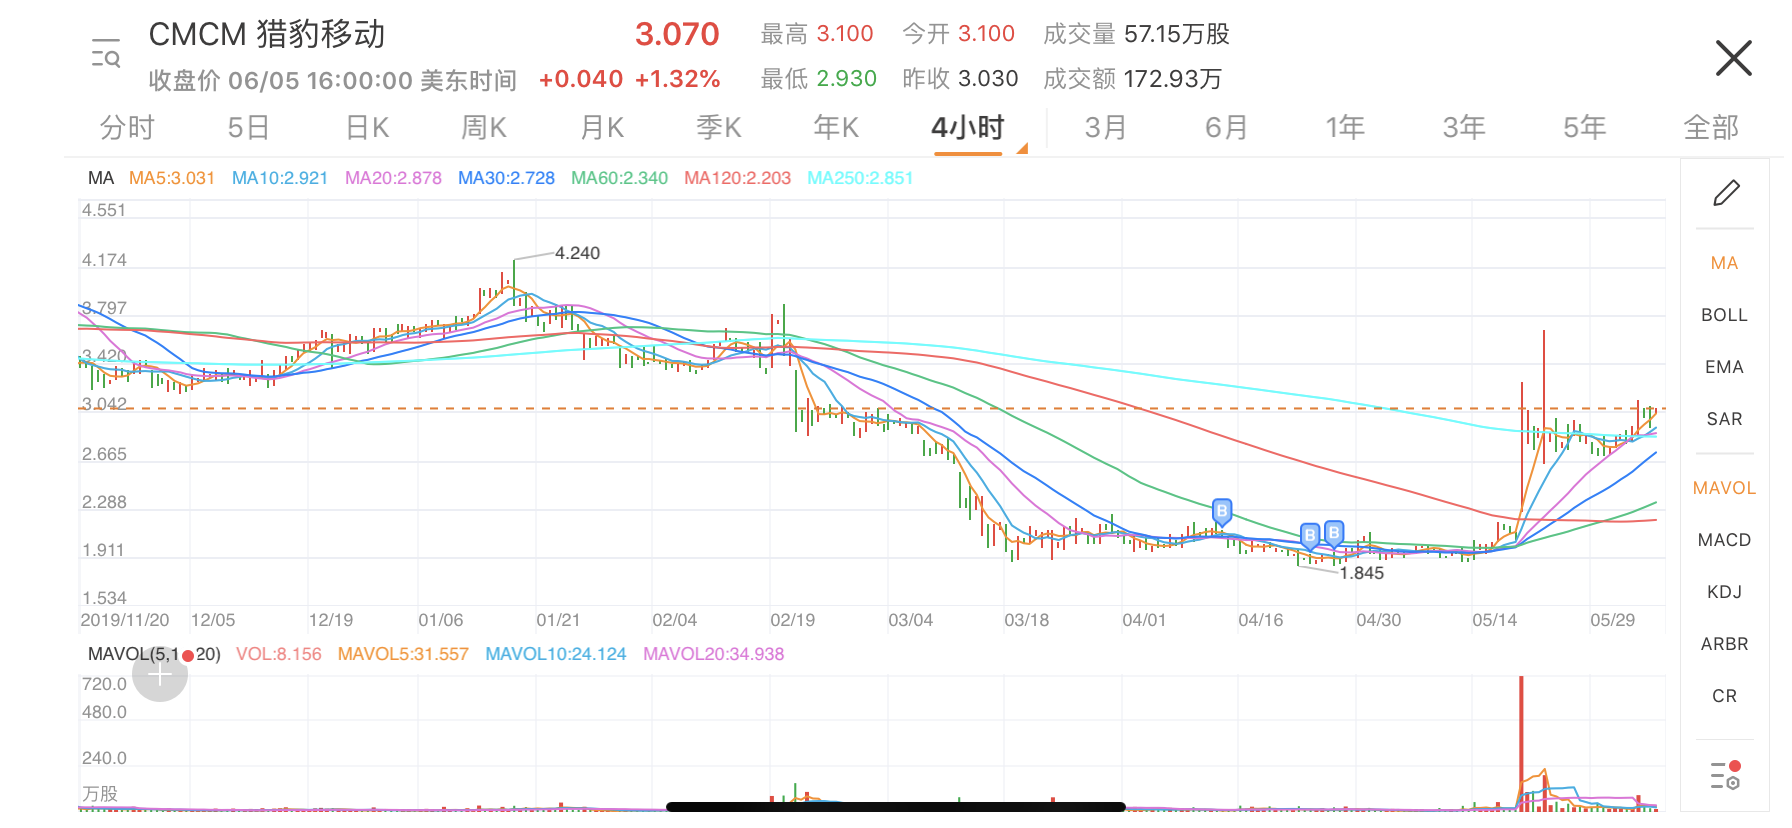 CMCM 猎豹移动 3.070 最高 3.100 今开 3.100 成交量 57.15万股
收盘价 06/05 16:00:00 美东时间 +0.040 +1.32% 最低 2.930 昨收 3.030 成交额 172.93万
分时 5日 日K 周K 月K 季K 年K 4小时 3月 6月 1年 3年 5年 全部
MA MA5:3.031 MA10:2.921 MA20:2.878 MA30:2.728 MA60:2.340 MA120:2.203 MA250:2.851
4.551
4.240
4.174
3.797
3.420
3.042
2.665
2.288
B
B
B
1.911
1.845
1.534
2019/11/20 12/05 12/19 01/06 01/21 02/04 02/19 03/04 03/18 04/01 04/16 04/30 05/14 05/29
MAVOL(5,1 20) VOL:8.156 MAVOL5:31.557 MAVOL10:24.124 MAVOL20:34.938
720.0
480.0
240.0
万股
MA
BOLL
EMA
SAR
MAVOL
MACD
KDJ
ARBR
CR